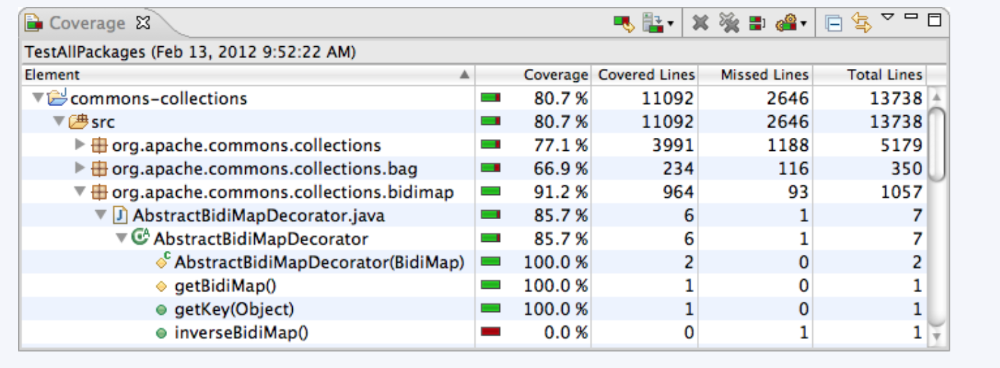 Coverage
TestAllPackages (Feb 13, 2012 9:52:22 AM)
Element Coverage Covered Lines Missed Lines Total Lines
commons-collections 80.7 % 11092 2646 13738
src 80.7 % 11092 2646 13738
org.apache.commons.collections 77.1 % 3991 1188 5179
org.apache.commons.collections.bag 66.9 % 234 116 350
org.apache.commons.collections.bidimap 91.2 % 964 93 1057
AbstractBidiMapDecorator.java 85.7 % 6 1 7
AbstractBidiMapDecorator 85.7 % 6 1 7
AbstractBidiMapDecorator(BidiMap) 100.0 % 2 0 2
getBidiMap() 100.0 % 1 0 1
getKey(Object) 100.0 % 1 0 1
inverseBidiMap() 0.0 % 0 1 1